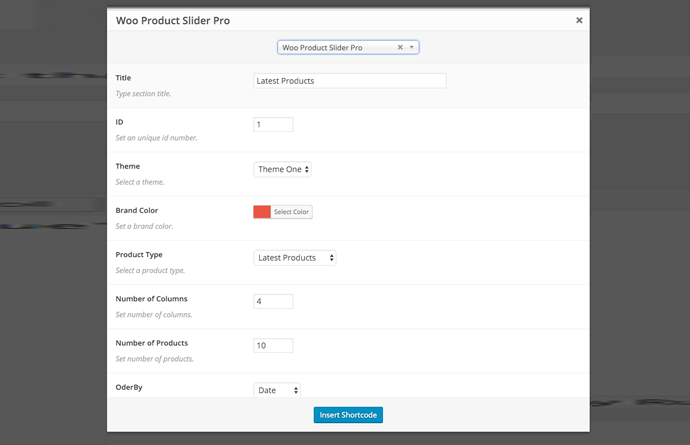 Woo Product Slider Pro
Woo Product Slider Pro
Title
Latest Products
Type section title.
ID
1
Set an unique id number.
Theme
Theme One
Select a theme.
Brand Color
Select Color
Set a brand color.
Product Type
Latest Products
Select a product type.
Number of Columns
4
Set number of columns.
Number of Products
10
Set number of products.
OderBy
Date
Insert Shortcode